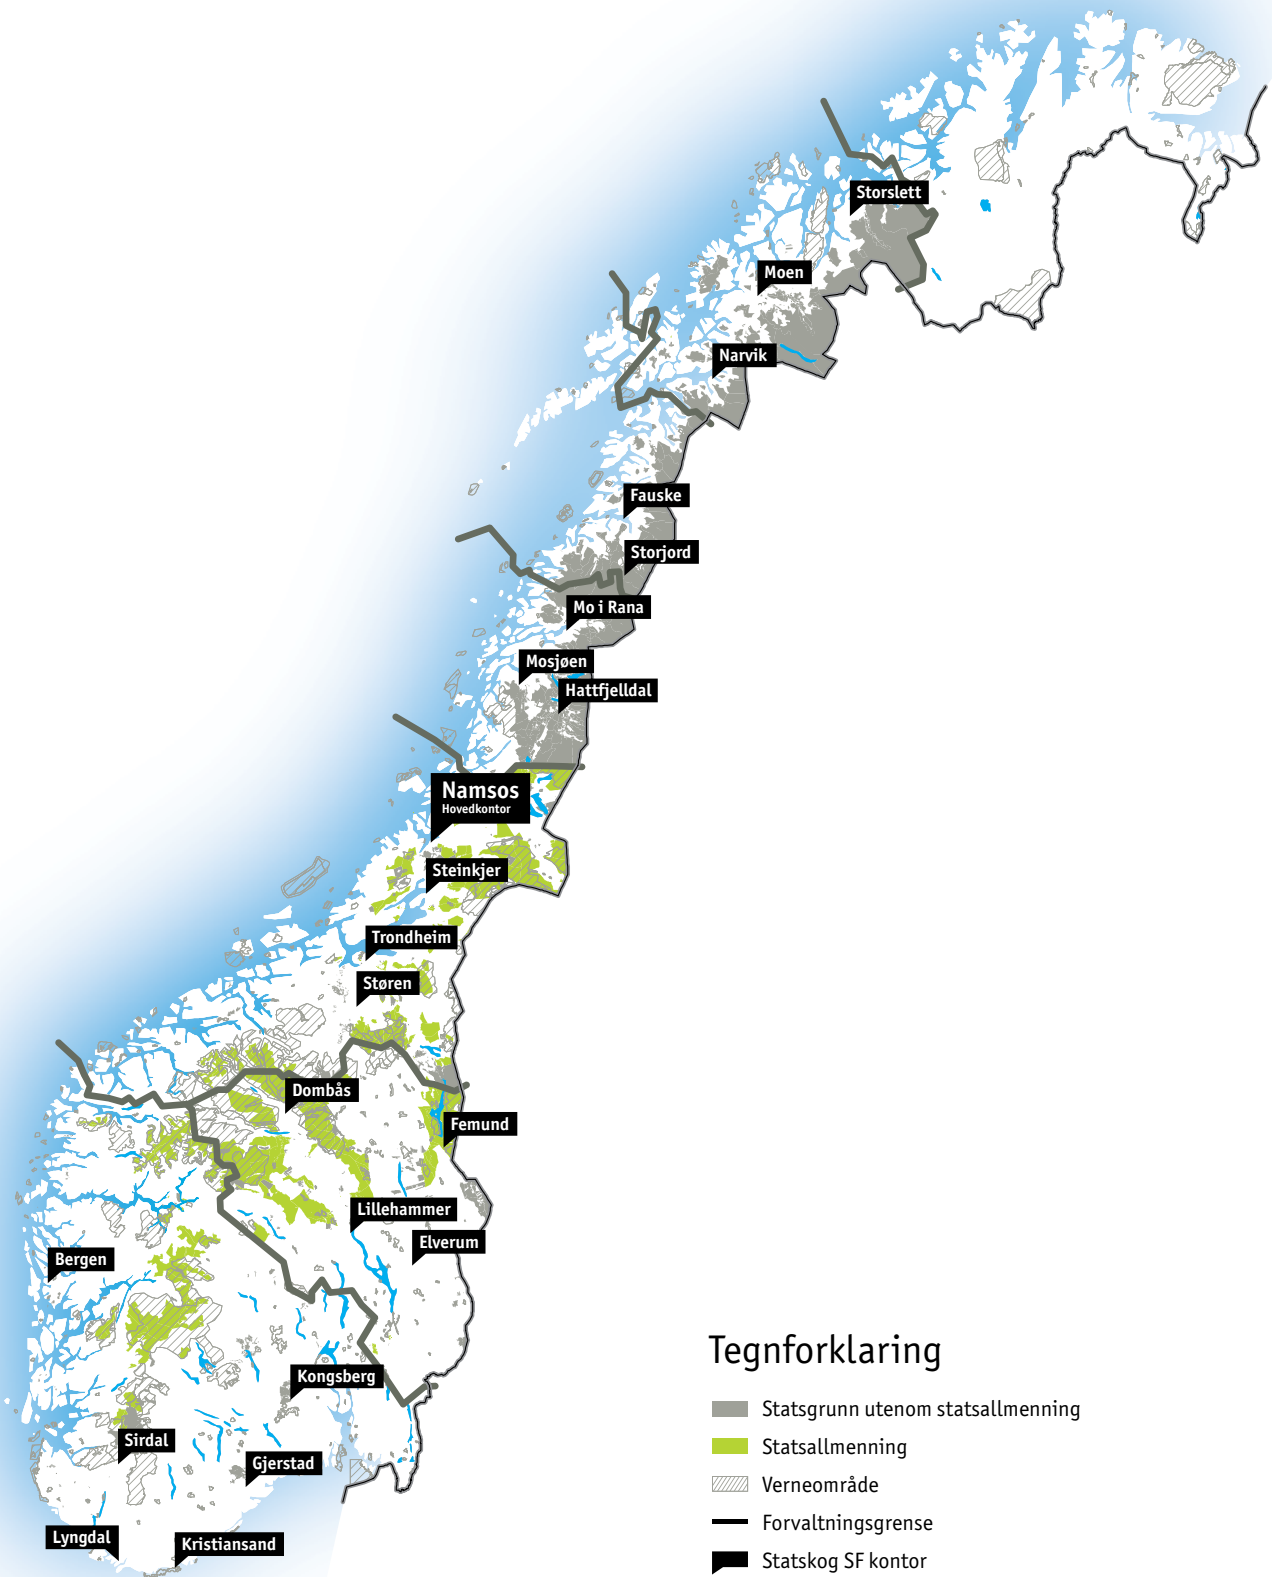 Storslett
Moen
Narvik
Fauske
Storjord
Mo i Rana
Mosjøen
Hattfjelldal
Namsos
Hovedkontor
Steinkjer
Trondheim
Støren
Dombås
Femund
Lillehammer
Elverum
Bergen
Kongsberg
Sirdal
Gjerstad
Lyngdal
Kristiansand
Tegnforklaring
Statsgrunn utenom statsallmenning
Statsallmenning
Verneområde
Forvaltningsgrense
Statskog SF kontor